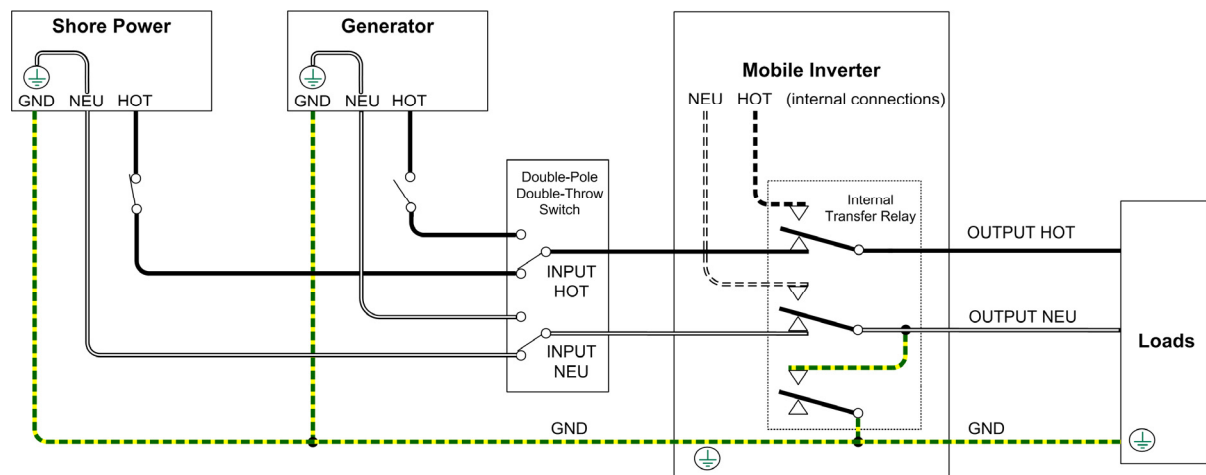 Shore Power
GND NEU HOT
Generator
GND NEU HOT
Double-Pole
Double-Throw
Switch
INPUT
HOT
INPUT
NEU
Mobile Inverter
NEU HOT (internal connections)
Internal
Transfer Relay
OUTPUT HOT
OUTPUT NEU
Loads
GND
GND